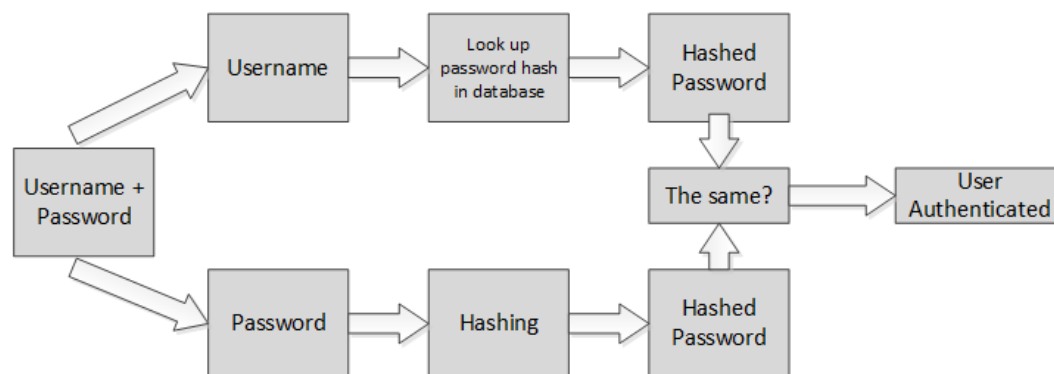 Username
Look up
password hash
in database
Hashed
Password
Username +
Password
The same?
User
Authenticated
Password
Hashing
Hashed
Password